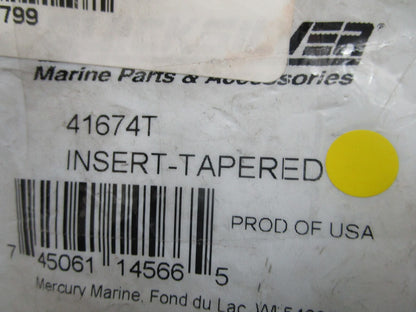 799
Marine Parts & Accessories
41674T
INSERT-TAPERED
PROD OF USA
7 45061 14566 5
Mercury Marine, Fond du Lac, WI